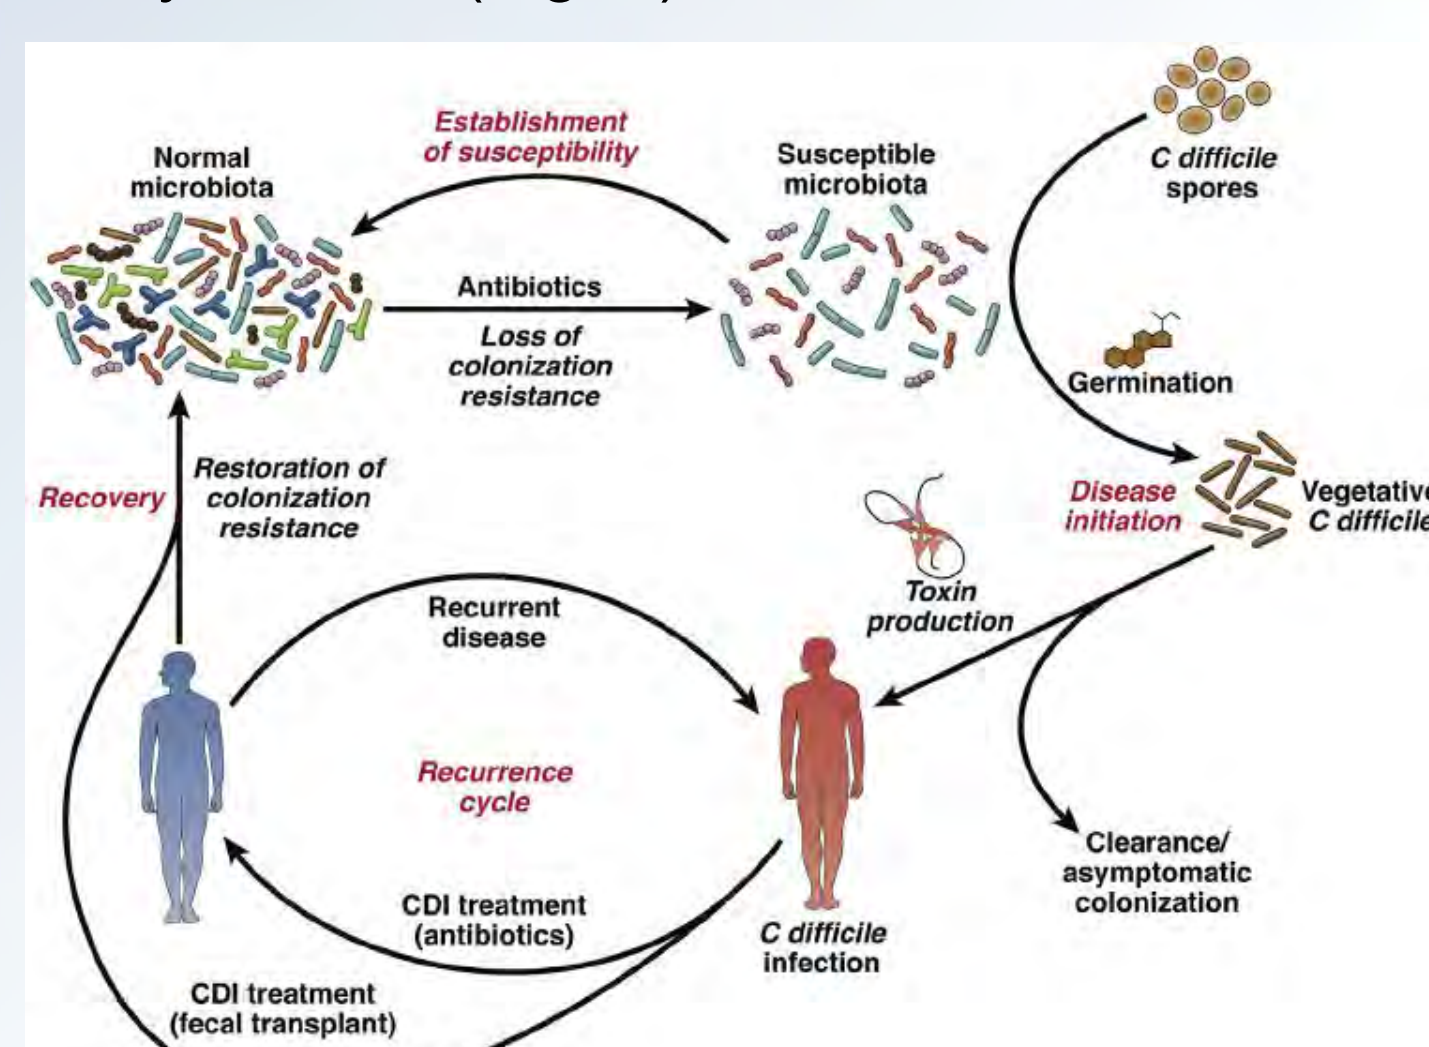 Establishment
of susceptibility
Normal
microbiota
Susceptible
microbiota
C difficile
spores
Antibiotics
Loss of
colonization
resistance
Germination
Recovery
Restoration of
colonization
resistance
Disease
initiation
Vegetative
C difficile
Toxin
production
Recurrent
disease
Recurrence
cycle
Clearance/
asymptomatic
colonization
CDI treatment
(antibiotics)
C difficile
infection
CDI treatment
(fecal transplant)